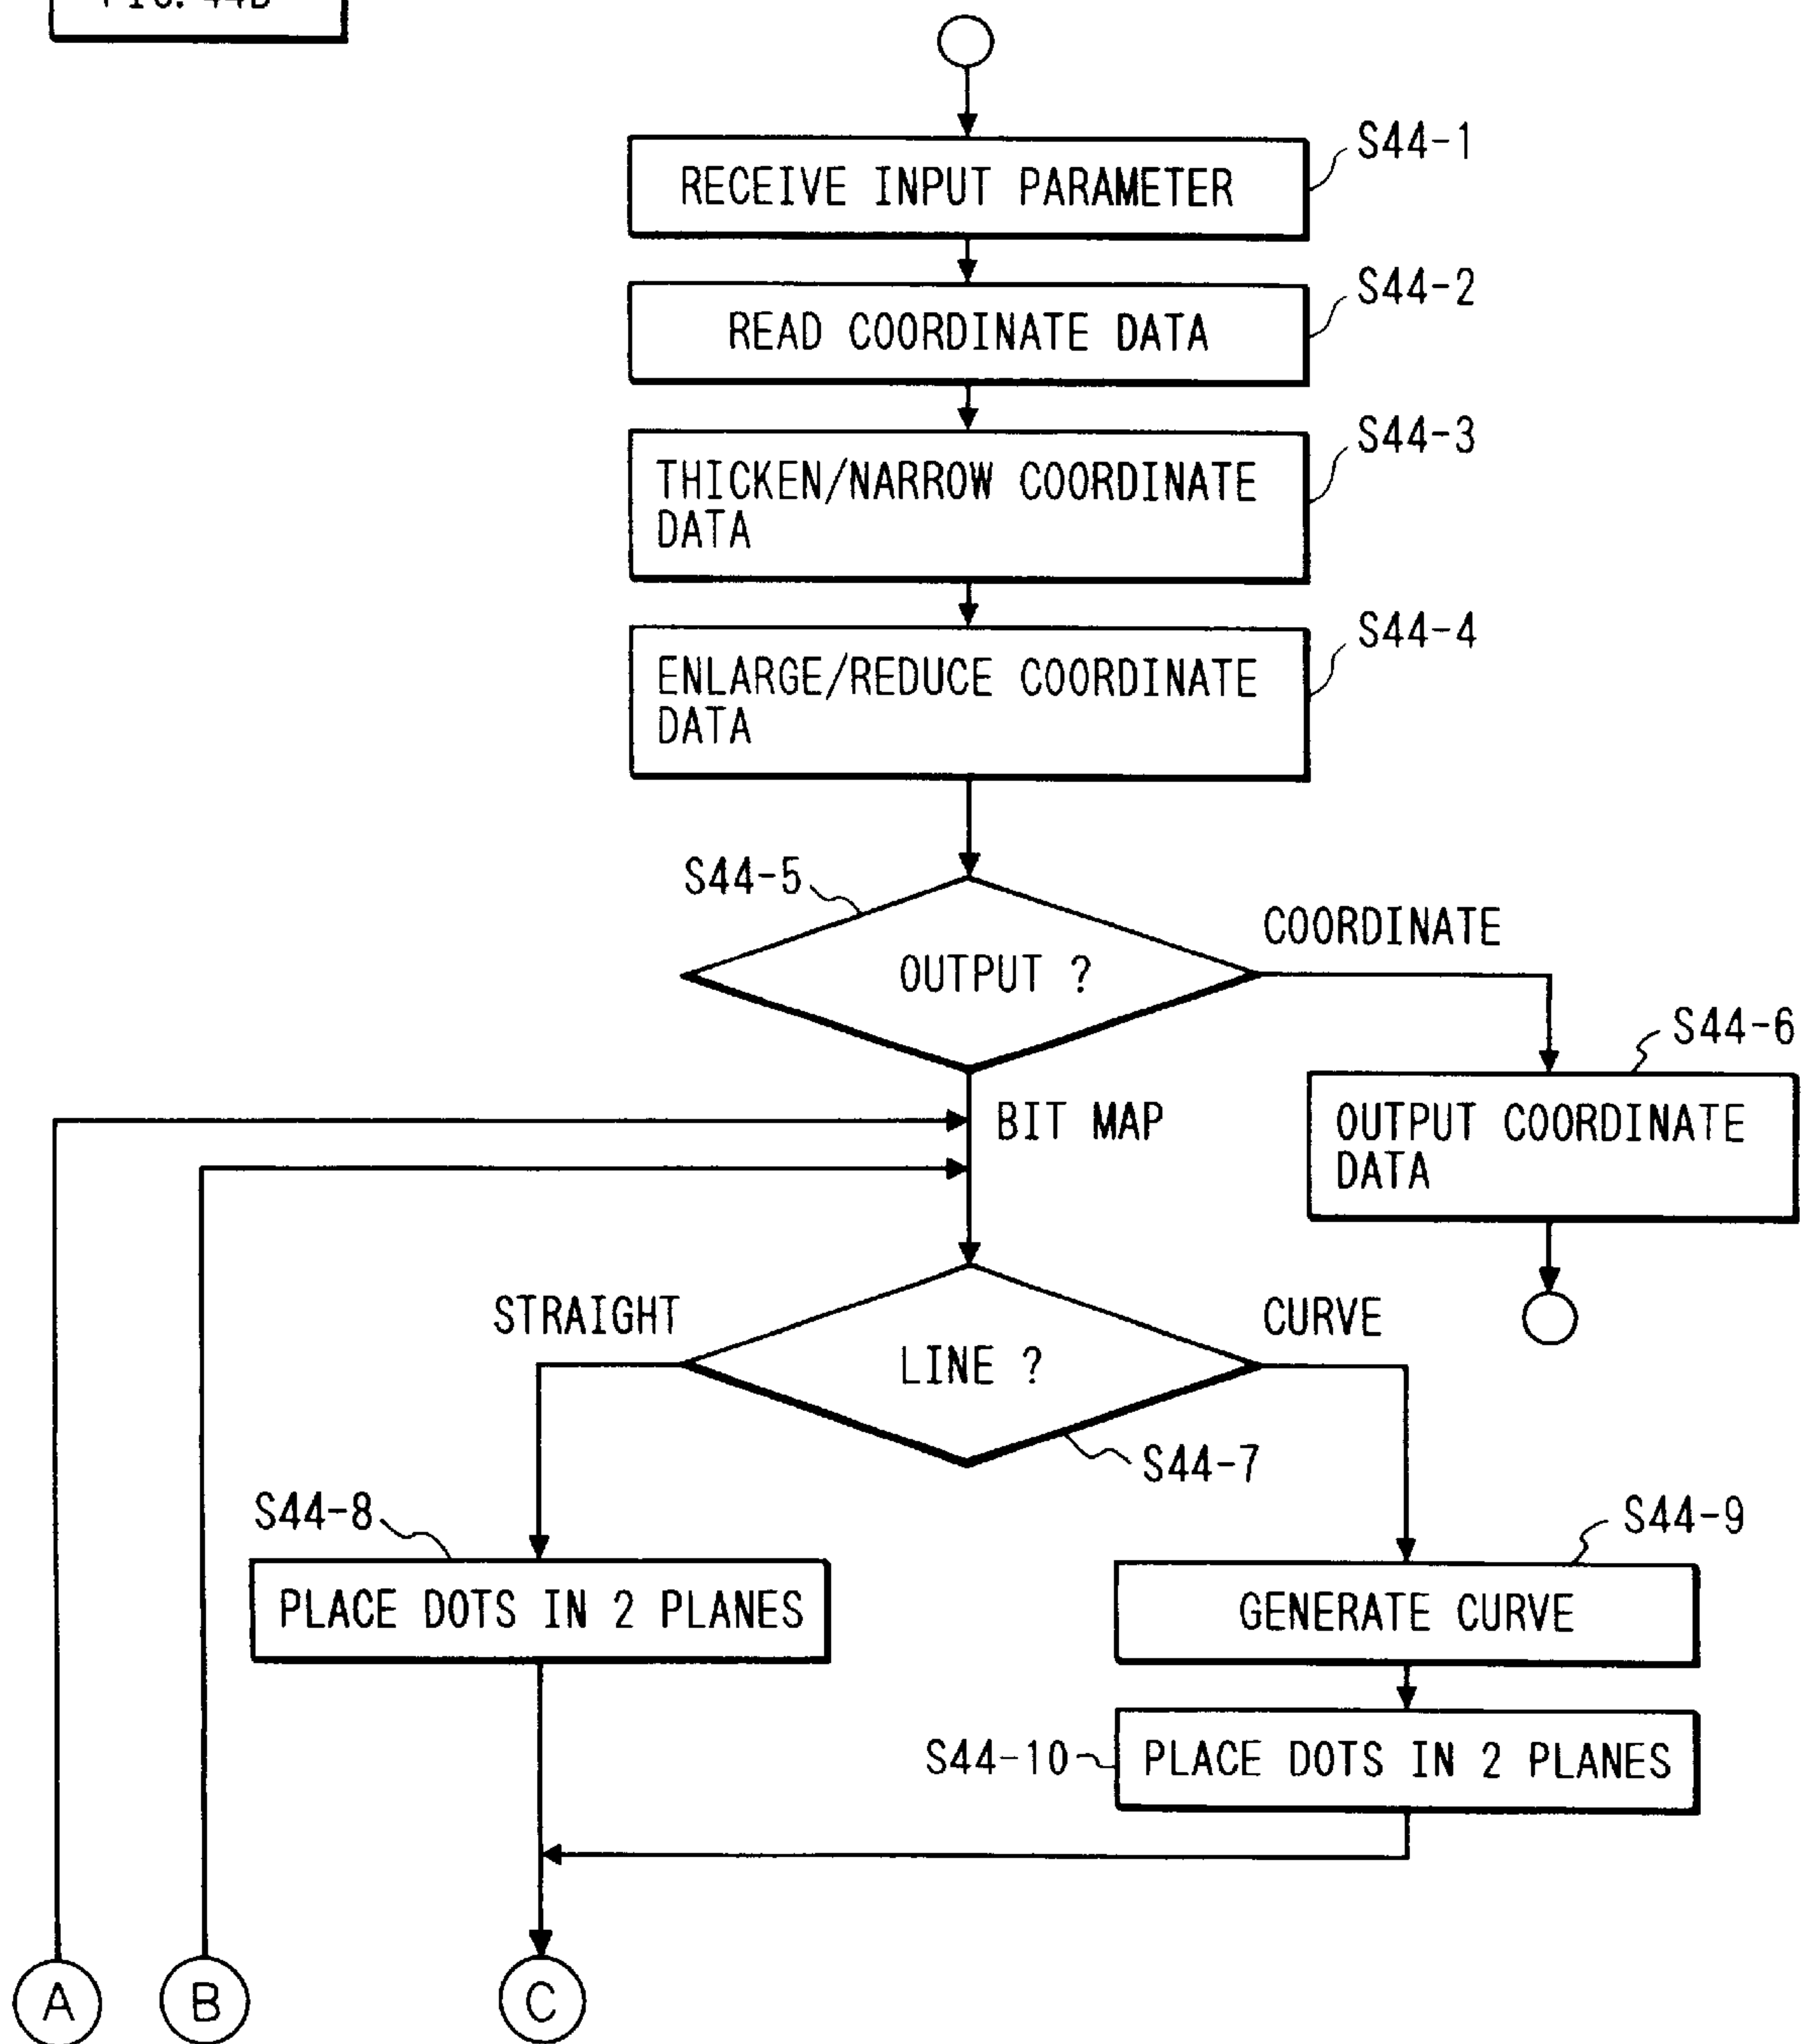 FIG. 44B
S44-1
RECEIVE INPUT PARAMETER
S44-2
READ COORDINATE DATA
S44-3
THICKEN/NARROW COORDINATE
DATA
S44-4
ENLARGE/REDUCE COORDINATE
DATA
S44-5
OUTPUT ?
COORDINATE
S44-6
OUTPUT COORDINATE
DATA
BIT MAP
STRAIGHT
LINE ?
CURVE
S44-7
S44-8
PLACE DOTS IN 2 PLANES
S44-9
GENERATE CURVE
S44-10
PLACE DOTS IN 2 PLANES
A
B
C